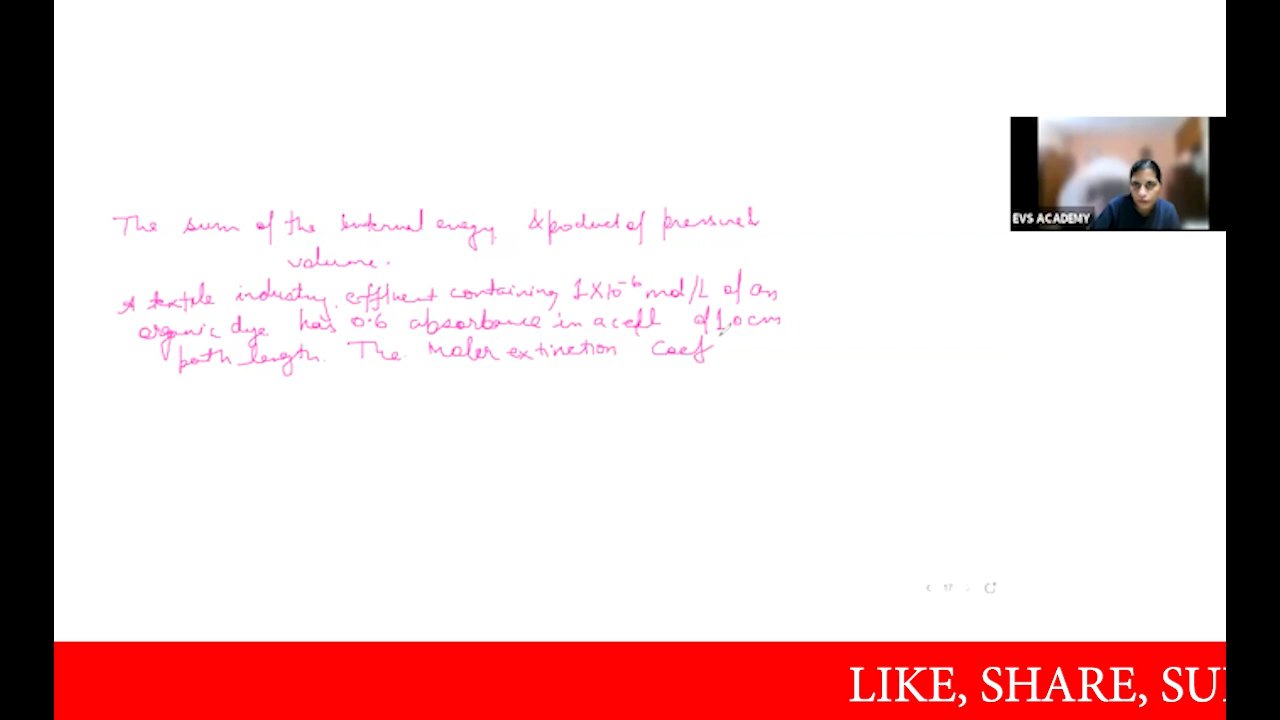 The sum of the internal enegy & product of pressure &
volume.
A textile industry effluent containing 1X10⁻⁶ mol/L of an
organic dye has 0.6 absorbance in a cell of 1.0 cm
path length. The Molar extinction Coef
EVS ACADEMY
17
LIKE, SHARE, SU